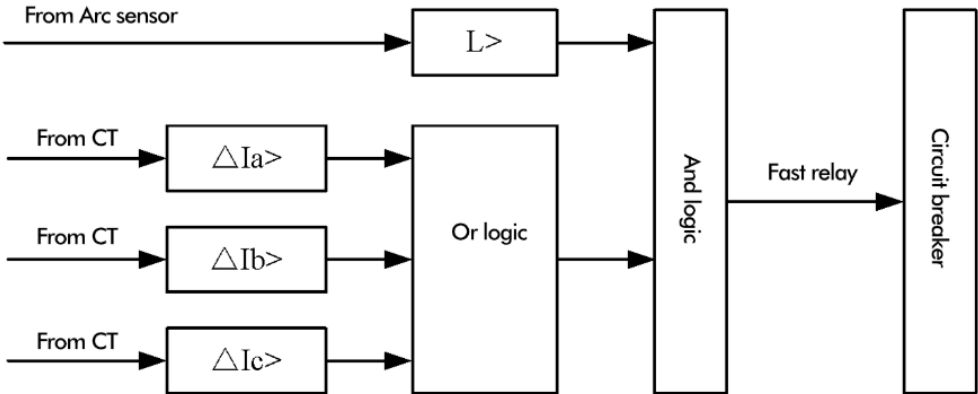 From Arc sensor
L>
From CT
△Ia>
From CT
△Ib>
From CT
△Ic>
Or logic
And logic
Fast relay
Circuit breaker